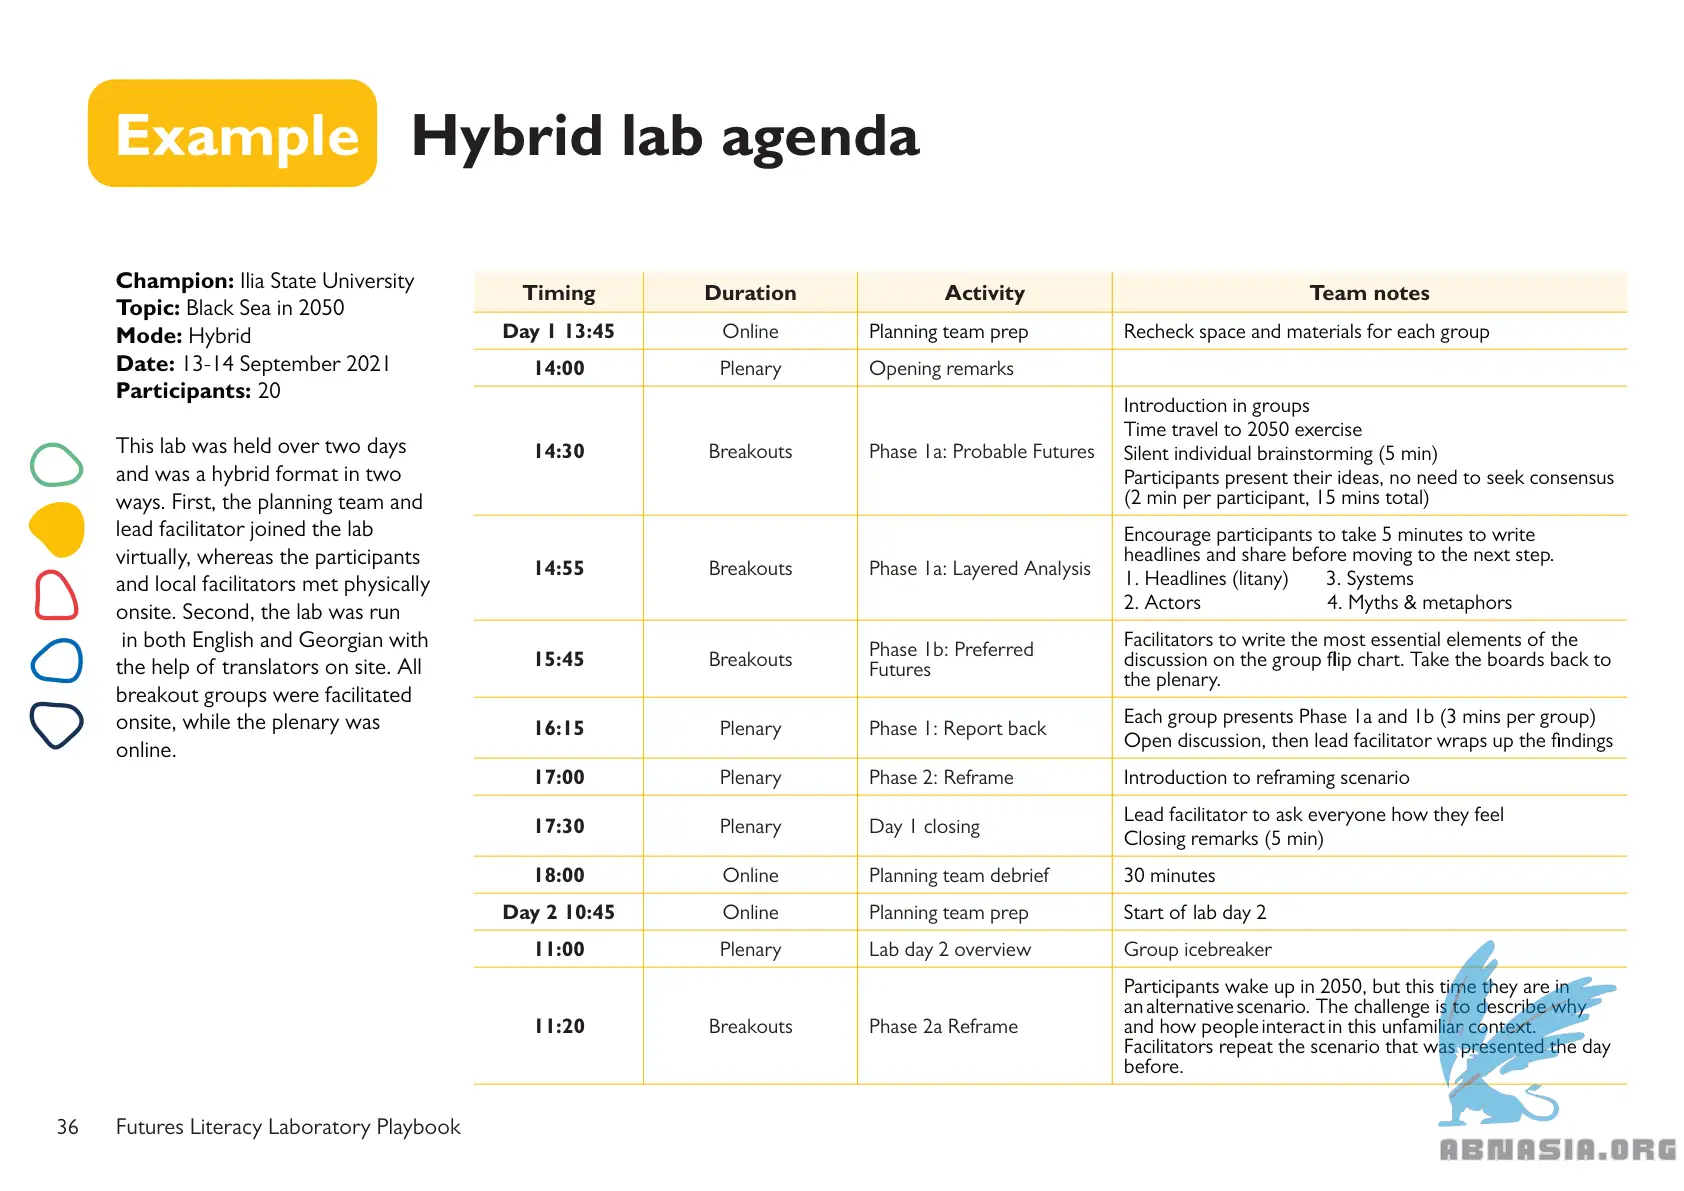 Example
Hybrid lab agenda
Champion: Ilia State University
Topic: Black Sea in 2050
Mode: Hybrid
Date: 13-14 September 2021
Participants: 20
This lab was held over two days
and was a hybrid format in two
ways. First, the planning team and
lead facilitator joined the lab
virtually, whereas the participants
and local facilitators met physically
onsite. Second, the lab was run
in both English and Georgian with
the help of translators on site. All
breakout groups were facilitated
onsite, while the plenary was
online.
Timing Duration Activity Team notes
Day 1 13:45 Online Planning team prep Recheck space and materials for each group
14:00 Plenary Opening remarks
14:30 Breakouts Phase 1a: Probable Futures
Introduction in groups
Time travel to 2050 exercise
Silent individual brainstorming (5 min)
Participants present their ideas, no need to seek consensus
(2 min per participant, 15 mins total)
14:55 Breakouts Phase 1a: Layered Analysis
Encourage participants to take 5 minutes to write
headlines and share before moving to the next step.
1. Headlines (litany) 3. Systems
2. Actors 4. Myths & metaphors
15:45 Breakouts Phase 1b: Preferred
Futures
Facilitators to write the most essential elements of the
discussion on the group flip chart. Take the boards back to
the plenary.
16:15 Plenary Phase 1: Report back
Each group presents Phase 1a and 1b (3 mins per group)
Open discussion, then lead facilitator wraps up the findings
17:00 Plenary Phase 2: Reframe Introduction to reframing scenario
17:30 Plenary Day 1 closing
Lead facilitator to ask everyone how they feel
Closing remarks (5 min)
18:00 Online Planning team debrief 30 minutes
Day 2 10:45 Online Planning team prep Start of lab day 2
11:00 Plenary Lab day 2 overview Group icebreaker
11:20 Breakouts Phase 2a Reframe
Participants wake up in 2050, but this time they are in
an alternative scenario. The challenge is to describe why
and how people interact in this unfamiliar context.
Facilitators repeat the scenario that was presented the day
before.
36 Futures Literacy Laboratory Playbook
ABNASIA.ORG